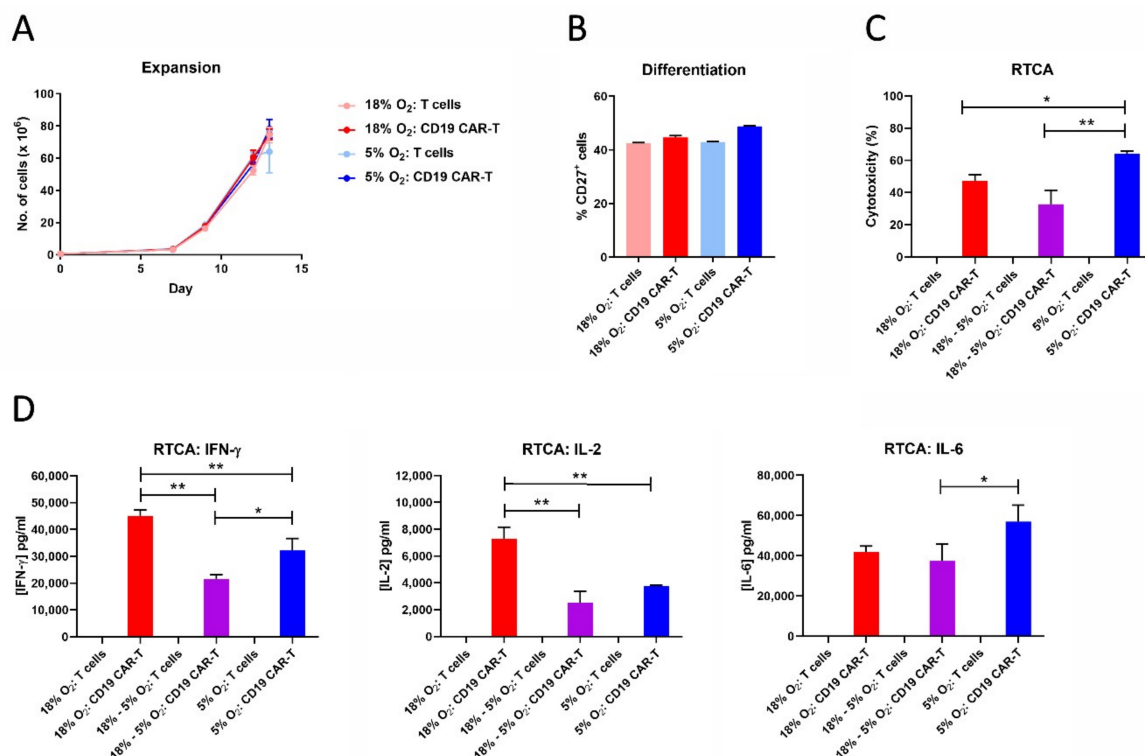 A
Expansion
No. of cells (x 10⁶)
100
80
60
40
20
0
0
5
10
15
Day
18% O₂: T cells
18% O₂: CD19 CAR-T
5% O₂: T cells
5% O₂: CD19 CAR-T
B
Differentiation
% CD27⁺ cells
60
40
20
0
18% O₂: T cells
18% O₂: CD19 CAR-T
5% O₂: T cells
5% O₂: CD19 CAR-T
C
RTCA
Cytotoxicity (%)
100
80
60
40
20
0
*
**
18% O₂: T cells
18% O₂: CD19 CAR-T
18% - 5% O₂: T cells
18% - 5% O₂: CD19 CAR-T
5% O₂: T cells
5% O₂: CD19 CAR-T
D
RTCA: IFN-γ
[IFN-γ] pg/ml
60,000
50,000
40,000
30,000
20,000
10,000
0
**
**
*
18% O₂: T cells
18% O₂: CD19 CAR-T
18% - 5% O₂: T cells
18% - 5% O₂: CD19 CAR-T
5% O₂: T cells
5% O₂: CD19 CAR-T
RTCA: IL-2
[IL-2] pg/ml
12,000
10,000
8,000
6,000
4,000
2,000
0
**
**
18% O₂: T cells
18% O₂: CD19 CAR-T
18% - 5% O₂: T cells
18% - 5% O₂: CD19 CAR-T
5% O₂: T cells
5% O₂: CD19 CAR-T
RTCA: IL-6
[IL-6] pg/ml
80,000
60,000
40,000
20,000
0
*
18% O₂: T cells
18% O₂: CD19 CAR-T
18% - 5% O₂: T cells
18% - 5% O₂: CD19 CAR-T
5% O₂: T cells
5% O₂: CD19 CAR-T